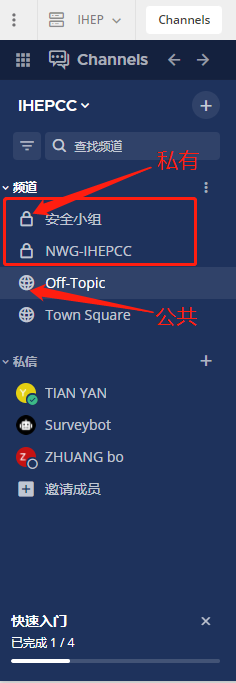 IHEP
Channels
Channels
IHEPCC
查找频道
私有
频道
安全小组
NWG-IHEPCC
Off-Topic
Town Square
公共
私信
TIAN YAN
Surveybot
ZHUANG bo
邀请成员
快速入门
已完成 1 / 4